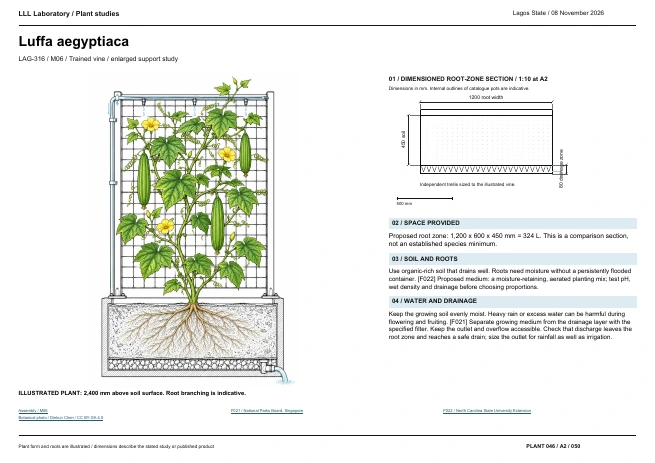 LLL Laboratory / Plant studies
Lagos State / 08 November 2026
Luffa aegyptiaca
LAG-316 / M06 / Trained vine / enlarged support study
01 / DIMENSIONED ROOT-ZONE SECTION / 1:10 at A2
Dimensions in mm. Internal outlines of catalogue pots are indicative.
1200 root width
450 soil
80 drainage zone
Independent trellis sized to the illustrated vine.
500 mm
02 / SPACE PROVIDED
Proposed root zone: 1,200 x 600 x 450 mm = 324 L. This is a comparison section,
not an established species minimum.
03 / SOIL AND ROOTS
Use organic-rich soil that drains well. Roots need moisture without a persistently flooded
container. [F022] Proposed medium: a moisture-retaining, aerated planting mix; test pH,
wet density and drainage before choosing proportions.
04 / WATER AND DRAINAGE
Keep the growing soil evenly moist. Heavy rain or excess water can be harmful during
flowering and fruiting. [F021] Separate growing medium from the drainage layer with the
specified filter. Keep the outlet and overflow accessible. Check that discharge leaves the
root zone and reaches a safe drain; size the outlet for rainfall as well as irrigation.
ILLUSTRATED PLANT: 2,400 mm above soil surface. Root branching is indicative.
Assembly / M06
F021 / National Parks Board, Singapore
F022 / North Carolina State University Extension
Plant form and roots are illustrated / dimensions describe the stated study or published product
PLANT 046 / A2 / 050